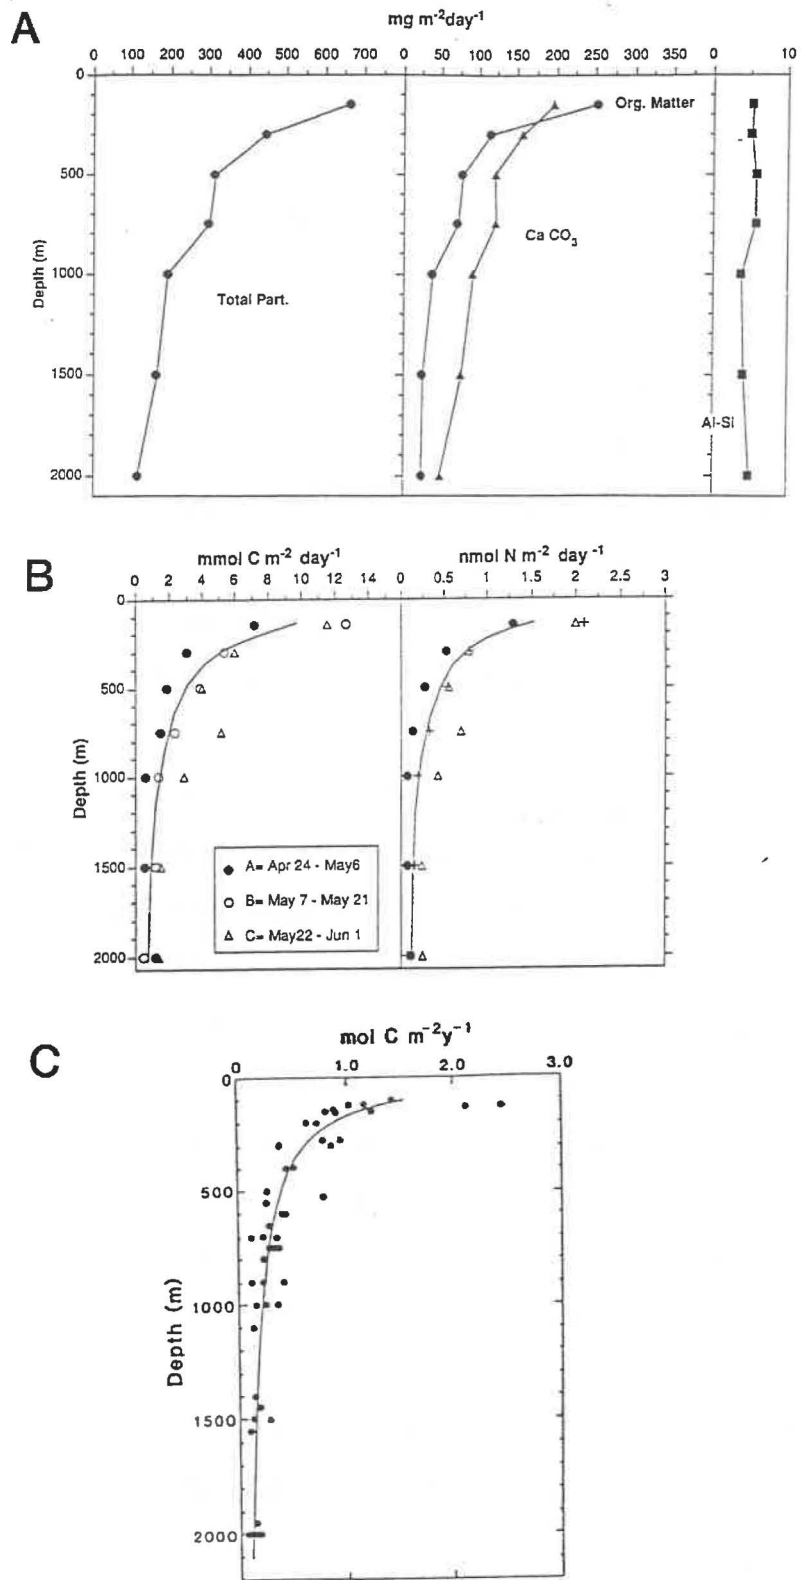 A
mg m-2day-1
0 100 200 300 400 500 600 700
0 50 100 150 200 250 300 350
0 10
0
500
1000
1500
2000
Depth (m)
Org. Matter
Ca CO3
Total Part.
Al-Si
B
mmol C m-2 day-1
nmol N m-2 day -1
0 2 4 6 8 10 12 14
0 0.5 1 1.5 2 2.5 3
0
500
1000
1500
2000
Depth (m)
A= Apr 24 - May6
B= May 7 - May 21
C= May22 - Jun 1
C
mol C m-2y-1
0 1.0 2.0 3.0
0
500
1000
1500
2000
Depth (m)